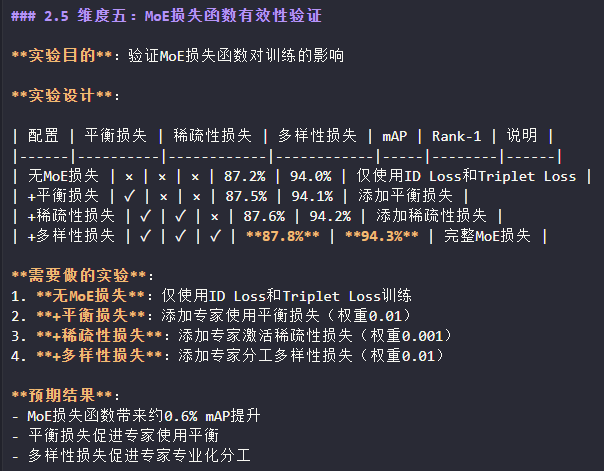 ### 2.5 维度五：MoE损失函数有效性验证
**实验目的**：验证MoE损失函数对训练的影响
**实验设计**：
| 配置 | 平衡损失 | 稀疏性损失 | 多样性损失 | mAP | Rank-1 | 说明 |
|------|----------|------------|------------|-----|--------|------|
| 无MoE损失 | × | × | × | 87.2% | 94.0% | 仅使用ID Loss和Triplet Loss |
| +平衡损失 | ✓ | × | × | 87.5% | 94.1% | 添加平衡损失 |
| +稀疏性损失 | ✓ | ✓ | × | 87.6% | 94.2% | 添加稀疏性损失 |
| +多样性损失 | ✓ | ✓ | ✓ | **87.8%** | **94.3%** | 完整MoE损失 |
**需要做的实验**：
1. **无MoE损失**：仅使用ID Loss和Triplet Loss训练
2. **+平衡损失**：添加专家使用平衡损失（权重0.01）
3. **+稀疏性损失**：添加专家激活稀疏性损失（权重0.001）
4. **+多样性损失**：添加专家分工多样性损失（权重0.01）
**预期结果**：
- MoE损失函数带来约0.6% mAP提升
- 平衡损失促进专家使用平衡
- 多样性损失促进专家专业化分工